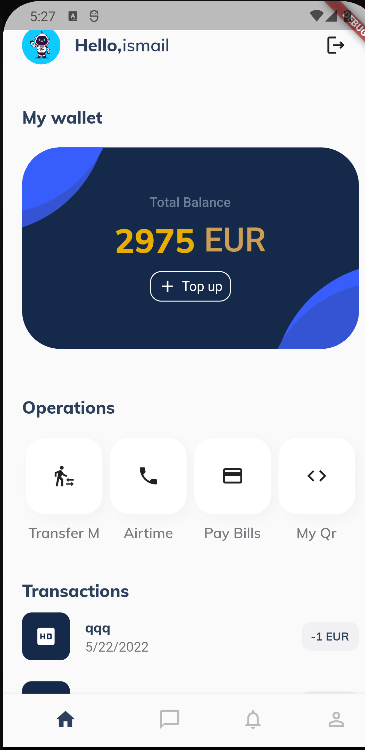 5:27
DEBUG
Hello,ismail
My wallet
Total Balance
2975 EUR
+ Top up
Operations
Transfer M
Airtime
Pay Bills
My Qr
Transactions
HD
qqq
5/22/2022
-1 EUR